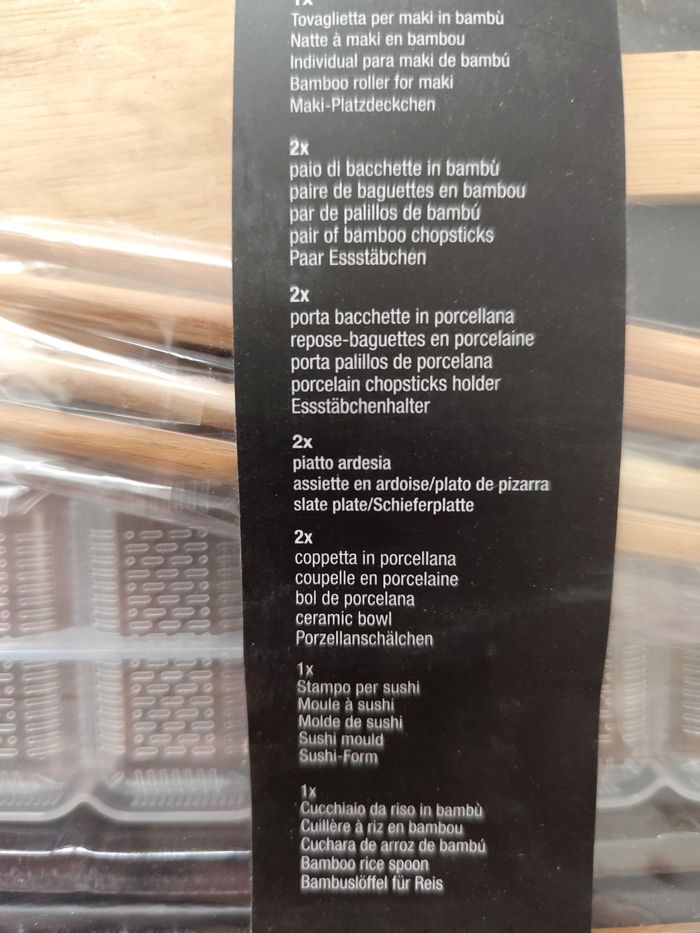 1x
Tovaglietta per maki in bambù
Natte à maki en bambou
Individual para maki de bambú
Bamboo roller for maki
Maki-Platzdeckchen
2x
paio di bacchette in bambù
paire de baguettes en bambou
par de palillos de bambú
pair of bamboo chopsticks
Paar Essstäbchen
2x
porta bacchette in porcellana
repose-baguettes en porcelaine
porta palillos de porcelana
porcelain chopsticks holder
Essstäbchenhalter
2x
piatto ardesia
assiette en ardoise/plato de pizarra
slate plate/Schieferplatte
2x
coppetta in porcellana
coupelle en porcelaine
bol de porcelana
ceramic bowl
Porzellanschälchen
1x
Stampo per sushi
Moule à sushi
Molde de sushi
Sushi mould
Sushi-Form
1x
Cucchiaio da riso in bambù
Cuillère à riz en bambou
Cuchara de arroz de bambú
Bamboo rice spoon
Bambuslöffel für Reis